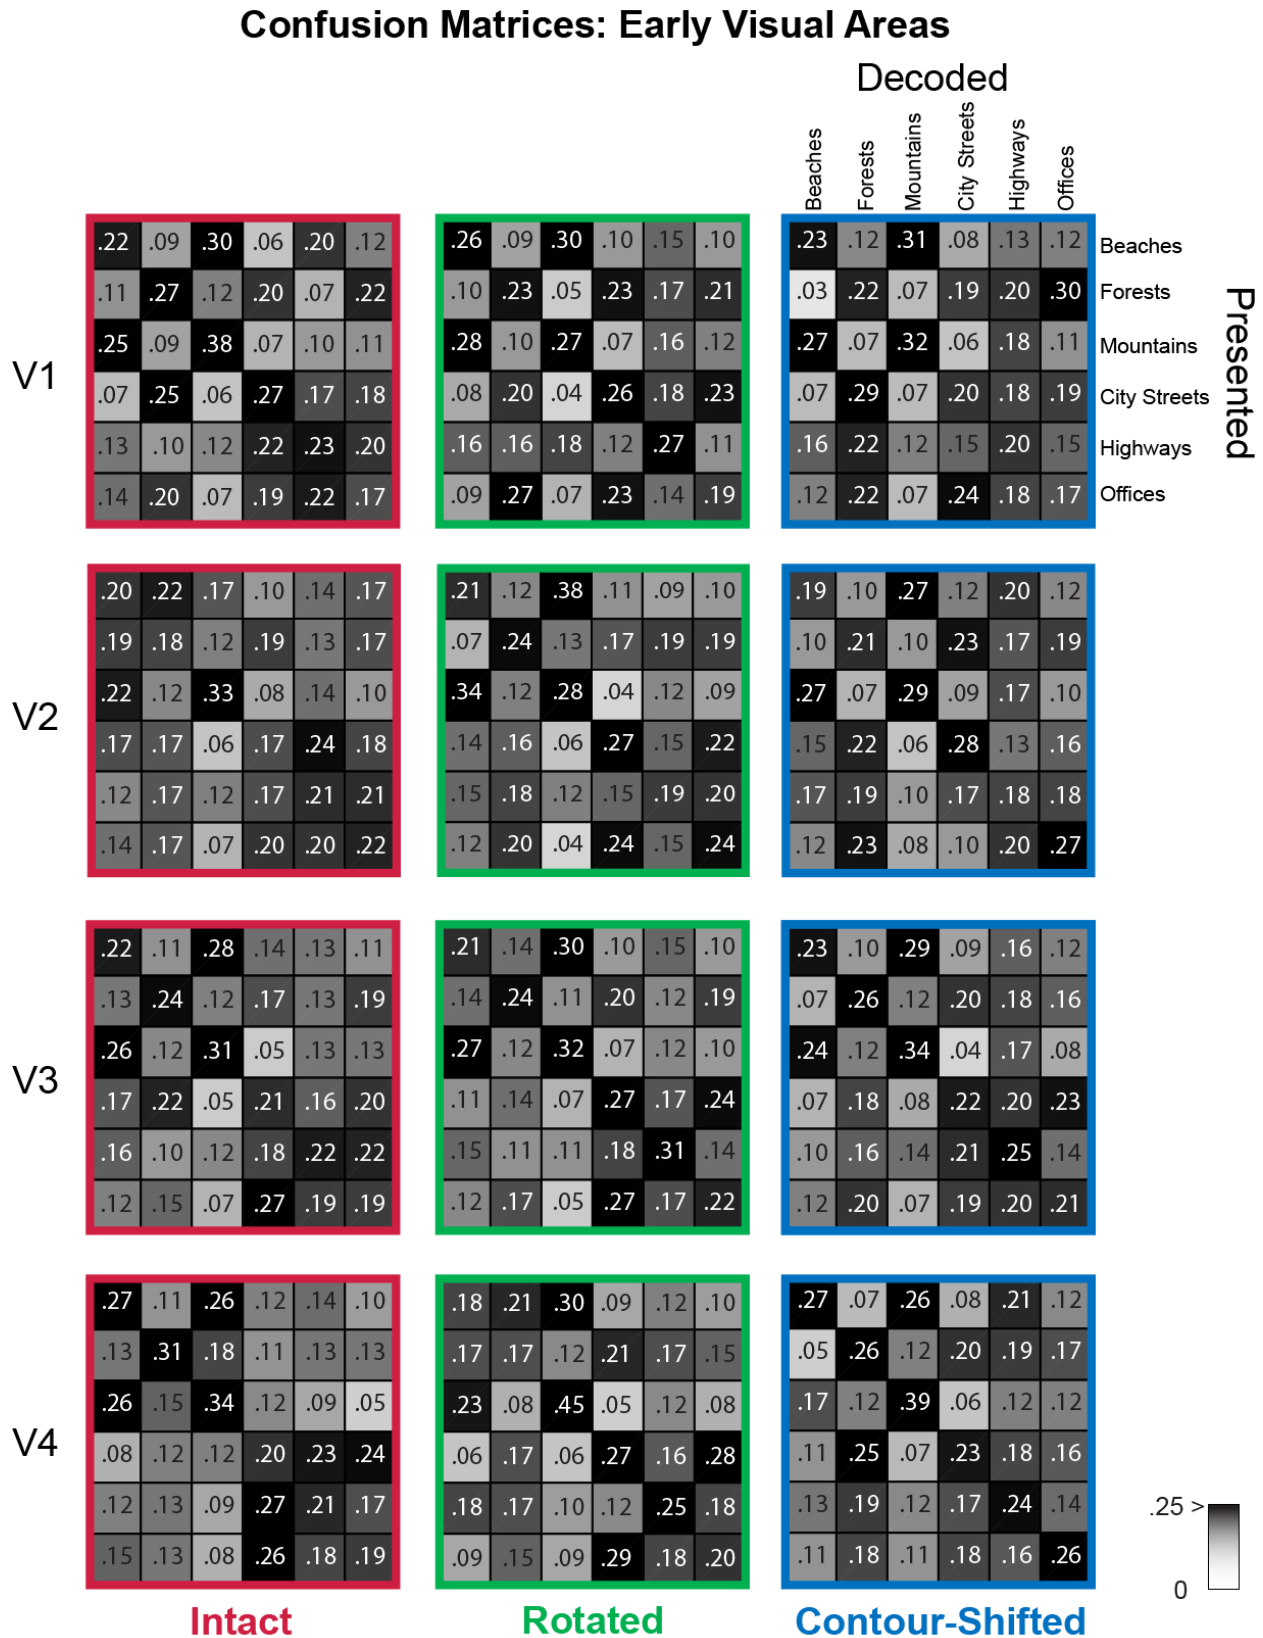 Confusion Matrices: Early Visual Areas
Decoded
Beaches Forests Mountains City Streets Highways Offices
Presented
V1
.22 .09 .30 .06 .20 .12 .26 .09 .30 .10 .15 .10 .23 .12 .31 .08 .13 .12 Beaches
.11 .27 .12 .20 .07 .22 .10 .23 .05 .23 .17 .21 .03 .22 .07 .19 .20 .30 Forests
.25 .09 .38 .07 .10 .11 .28 .10 .27 .07 .16 .12 .27 .07 .32 .06 .18 .11 Mountains
.07 .25 .06 .27 .17 .18 .08 .20 .04 .26 .18 .23 .07 .29 .07 .20 .18 .19 City Streets
.13 .10 .12 .22 .23 .20 .16 .16 .18 .12 .27 .11 .16 .22 .12 .15 .20 .15 Highways
.14 .20 .07 .19 .22 .17 .09 .27 .07 .23 .14 .19 .12 .22 .07 .24 .18 .17 Offices
V2
.20 .22 .17 .10 .14 .17 .21 .12 .38 .11 .09 .10 .19 .10 .27 .12 .20 .12
.19 .18 .12 .19 .13 .17 .07 .24 .13 .17 .19 .19 .10 .21 .10 .23 .17 .19
.22 .12 .33 .08 .14 .10 .34 .12 .28 .04 .12 .09 .27 .07 .29 .09 .17 .10
.17 .17 .06 .17 .24 .18 .14 .16 .06 .27 .15 .22 .15 .22 .06 .28 .13 .16
.12 .17 .12 .17 .21 .21 .15 .18 .12 .15 .19 .20 .17 .19 .10 .17 .18 .18
.14 .17 .07 .20 .20 .22 .12 .20 .04 .24 .15 .24 .12 .23 .08 .10 .20 .27
V3
.22 .11 .28 .14 .13 .11 .21 .14 .30 .10 .15 .10 .23 .10 .29 .09 .16 .12
.13 .24 .12 .17 .13 .19 .14 .24 .11 .20 .12 .19 .07 .26 .12 .20 .18 .16
.26 .12 .31 .05 .13 .13 .27 .12 .32 .07 .12 .10 .24 .12 .34 .04 .17 .08
.17 .22 .05 .21 .16 .20 .11 .14 .07 .27 .17 .24 .07 .18 .08 .22 .20 .23
.16 .10 .12 .18 .22 .22 .15 .11 .11 .18 .31 .14 .10 .16 .14 .21 .25 .14
.12 .15 .07 .27 .19 .19 .12 .17 .05 .27 .17 .22 .12 .20 .07 .19 .20 .21
V4
.27 .11 .26 .12 .14 .10 .18 .21 .30 .09 .12 .10 .27 .07 .26 .08 .21 .12
.13 .31 .18 .11 .13 .13 .17 .17 .12 .21 .17 .15 .05 .26 .12 .20 .19 .17
.26 .15 .34 .12 .09 .05 .23 .08 .45 .05 .12 .08 .17 .12 .39 .06 .12 .12
.08 .12 .12 .20 .23 .24 .06 .17 .06 .27 .16 .28 .11 .25 .07 .23 .18 .16
.12 .13 .09 .27 .21 .17 .18 .17 .10 .12 .25 .18 .13 .19 .12 .17 .24 .14
.15 .13 .08 .26 .18 .19 .09 .15 .09 .29 .18 .20 .11 .18 .11 .18 .16 .26
.25 >
0
Intact Rotated Contour-Shifted